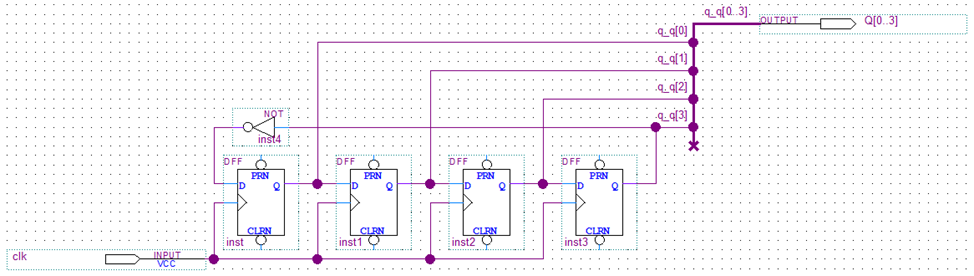 q_q[0..3]
OUTPUT
Q[0..3]
q_q[0]
q_q[1]
q_q[2]
q_q[3]
NOT
inst4
DFF
DFF
DFF
DFF
PRN
PRN
PRN
PRN
D Q
D Q
D Q
D Q
CLRN
CLRN
CLRN
CLRN
inst
inst1
inst2
inst3
clk
INPUT
VCC